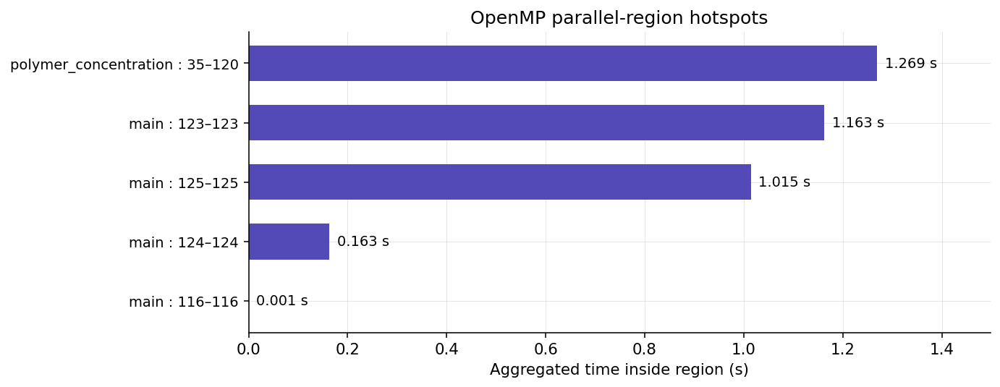 OpenMP parallel-region hotspots
polymer_concentration : 35–120
1.269 s
main : 123–123
1.163 s
main : 125–125
1.015 s
main : 124–124
0.163 s
main : 116–116
0.001 s
0.0 0.2 0.4 0.6 0.8 1.0 1.2 1.4
Aggregated time inside region (s)